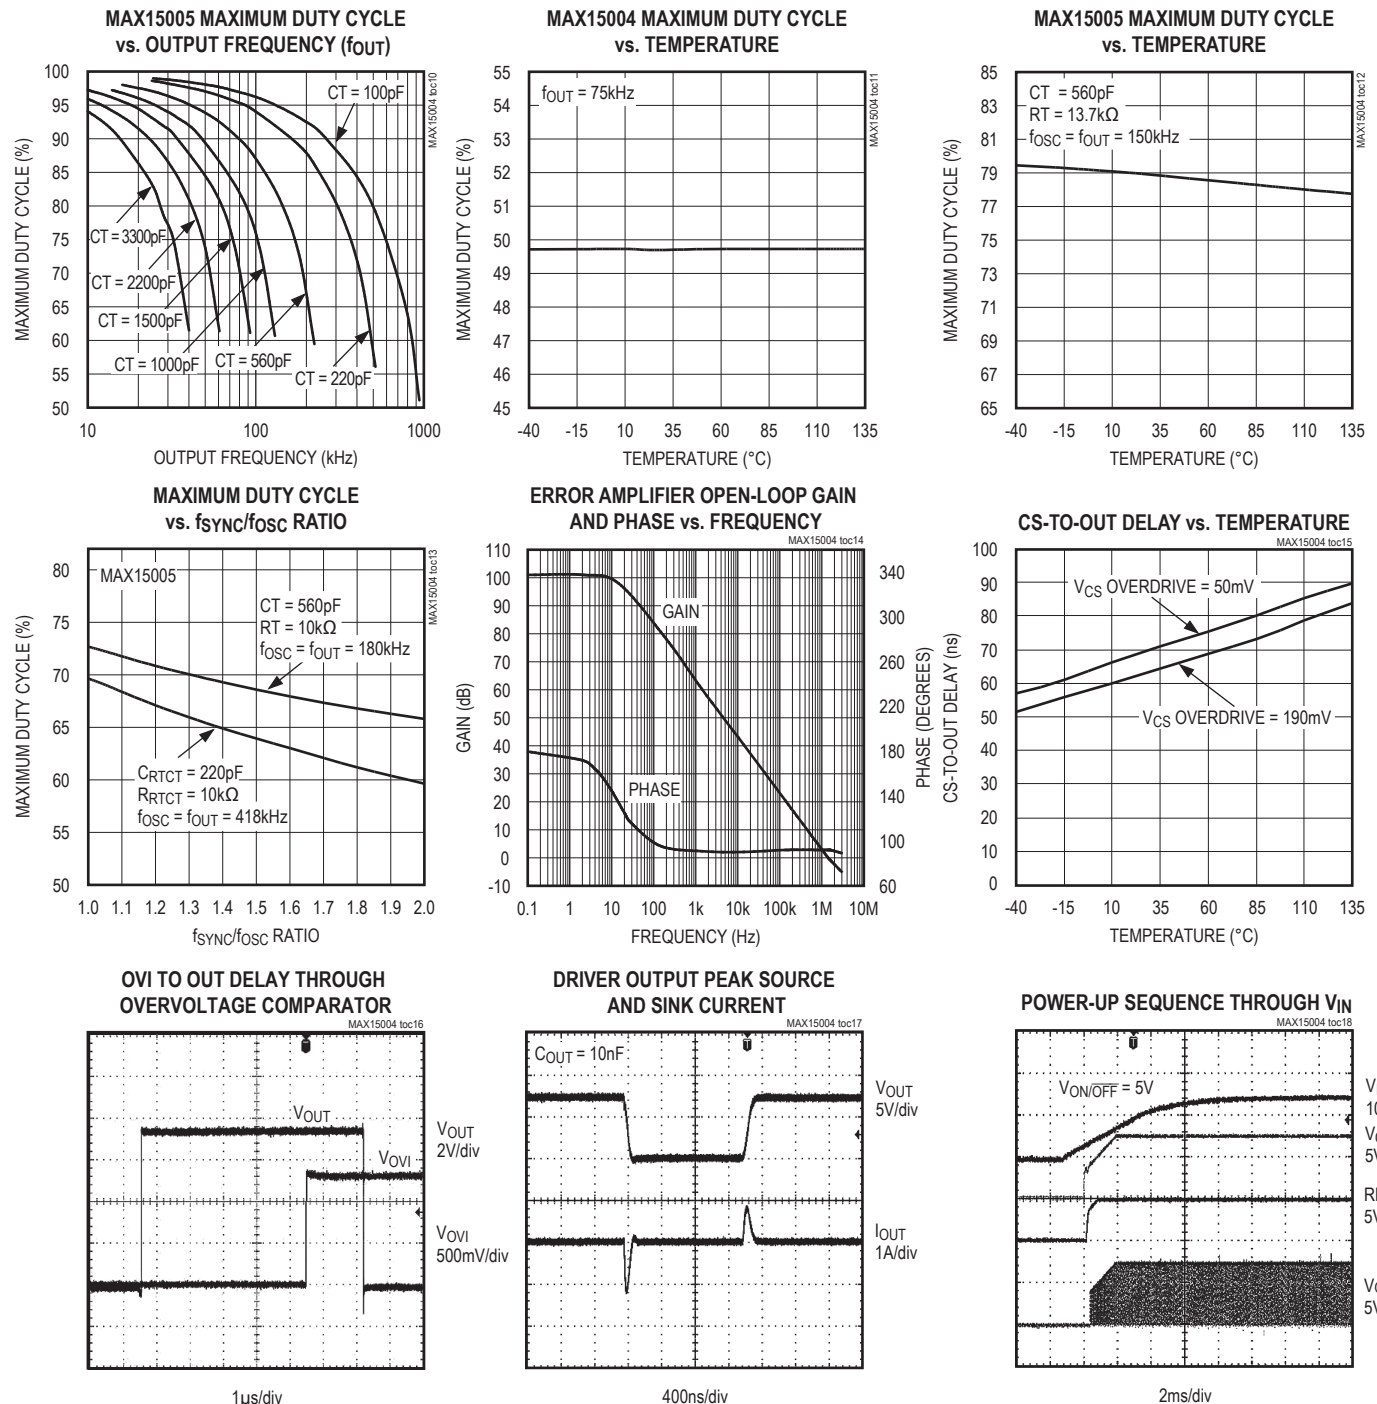 MAX15005 MAXIMUM DUTY CYCLE
vs. OUTPUT FREQUENCY (fOUT)
MAX15004 toc10
MAXIMUM DUTY CYCLE (%)
100
95
90
85
80
75
70
65
60
55
50
CT = 100pF
CT = 3300pF
CT = 2200pF
CT = 1500pF
CT = 1000pF
CT = 560pF
CT = 220pF
10 100 1000
OUTPUT FREQUENCY (kHz)
MAX15004 MAXIMUM DUTY CYCLE
vs. TEMPERATURE
MAX15004 toc11
MAXIMUM DUTY CYCLE (%)
55
54
53
52
51
50
49
48
47
46
45
fOUT = 75kHz
-40 -15 10 35 60 85 110 135
TEMPERATURE (°C)
MAX15005 MAXIMUM DUTY CYCLE
vs. TEMPERATURE
MAX15004 toc12
MAXIMUM DUTY CYCLE (%)
85
83
81
79
77
75
73
71
69
67
65
CT = 560pF
RT = 13.7kΩ
fOSC = fOUT = 150kHz
-40 -15 10 35 60 85 110 135
TEMPERATURE (°C)
MAXIMUM DUTY CYCLE
vs. fSYNC/fOSC RATIO
MAX15004 toc13
MAXIMUM DUTY CYCLE (%)
80
75
70
65
60
55
50
MAX15005
CT = 560pF
RT = 10kΩ
fOSC = fOUT = 180kHz
CRTCT = 220pF
RRTCT = 10kΩ
fOSC = fOUT = 418kHz
1.0 1.1 1.2 1.3 1.4 1.5 1.6 1.7 1.8 1.9 2.0
fSYNC/fOSC RATIO
ERROR AMPLIFIER OPEN-LOOP GAIN
AND PHASE vs. FREQUENCY
MAX15004 toc14
GAIN (dB)
110
100
90
80
70
60
50
40
30
20
10
0
-10
GAIN
PHASE
340
300
260
220
180
140
100
60
PHASE (DEGREES)
0.1 1 10 100 1k 10k 100k 1M 10M
FREQUENCY (Hz)
CS-TO-OUT DELAY vs. TEMPERATURE
MAX15004 toc15
CS-TO-OUT DELAY (ns)
100
90
80
70
60
50
40
30
20
10
0
VCS OVERDRIVE = 50mV
VCS OVERDRIVE = 190mV
-40 -15 10 35 60 85 110 135
TEMPERATURE (°C)
OVI TO OUT DELAY THROUGH
OVERVOLTAGE COMPARATOR
MAX15004 toc16
VOUT
VOVI
VOUT
2V/div
VOVI
500mV/div
1µs/div
DRIVER OUTPUT PEAK SOURCE
AND SINK CURRENT
MAX15004 toc17
COUT = 10nF
VOUT
5V/div
IOUT
1A/div
400ns/div
POWER-UP SEQUENCE THROUGH VIN
MAX15004 toc18
VON/OFF = 5V
2ms/div